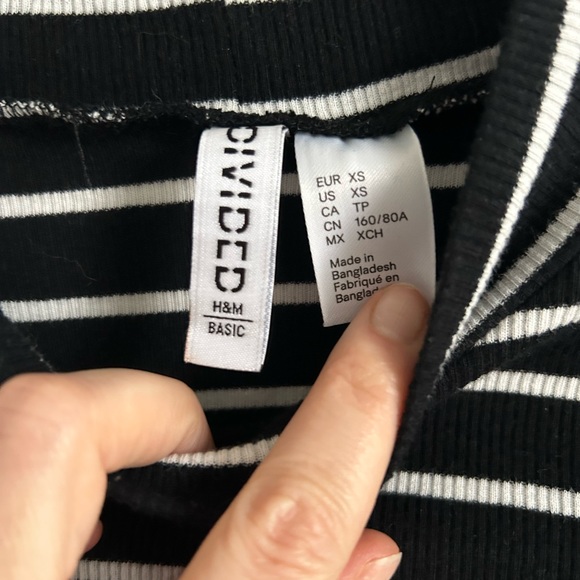 DIVIDED
H&M
BASIC
EUR XS
US XS
CA TP
CN 160/80A
MX XCH
Made in
Bangladesh
Fabriqué en